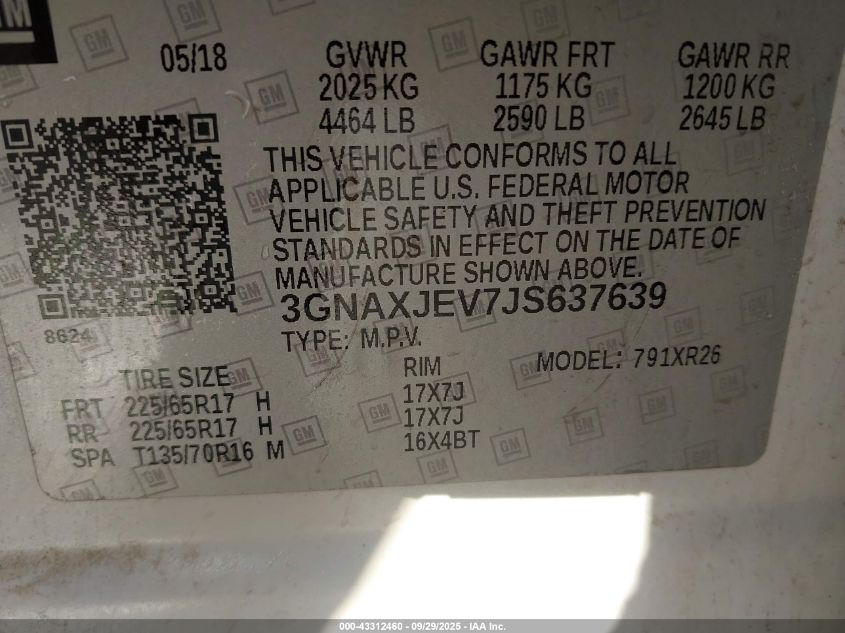 GM
05/18 GVWR GAWR FRT GAWR RR
2025 KG 1175 KG 1200 KG
4464 LB 2590 LB 2645 LB
THIS VEHICLE CONFORMS TO ALL
APPLICABLE U.S. FEDERAL MOTOR
VEHICLE SAFETY AND THEFT PREVENTION
STANDARDS IN EFFECT ON THE DATE OF
MANUFACTURE SHOWN ABOVE.
3GNAXJEV7JS637639
8624
TYPE: M.P.V.
MODEL: 791XR26
TIRE SIZE RIM
FRT 225/65R17 H 17X7J
RR 225/65R17 H 17X7J
SPA T135/70R16 M 16X4BT
000-43312460 - 09/29/2025 - IAA Inc.